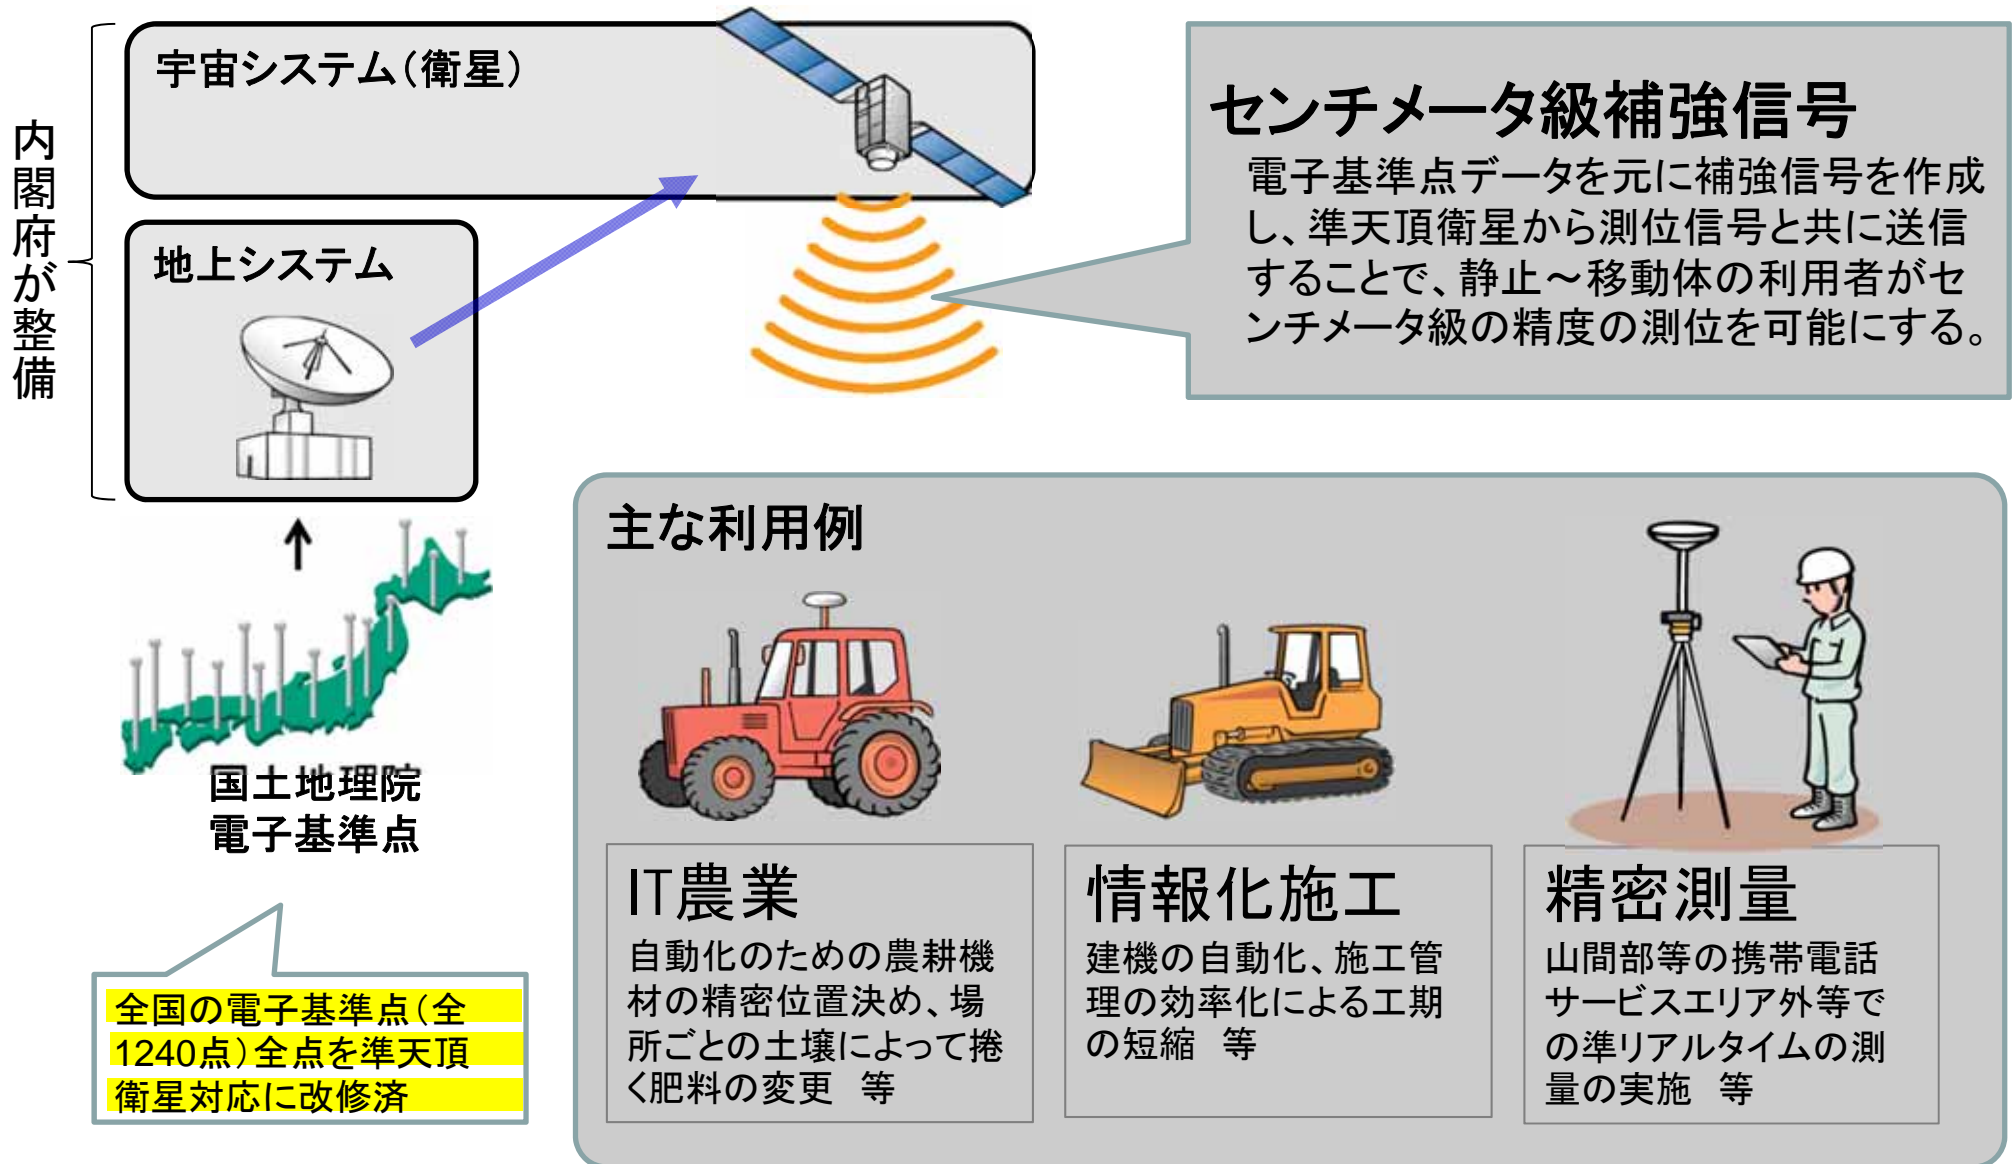 内閣府が整備
宇宙システム（衛星）
地上システム
センチメータ級補強信号
電子基準点データを元に補強信号を作成
し、準天頂衛星から測位信号と共に送信
することで、静止～移動体の利用者がセ
ンチメータ級の精度の測位を可能にする。
国土地理院
電子基準点
全国の電子基準点（全
1240点）全点を準天頂
衛星対応に改修済
主な利用例
IT農業
自動化のための農耕機
材の精密位置決め、場
所ごとの土壌によって捲
く肥料の変更　等
情報化施工
建機の自動化、施工管
理の効率化による工期
の短縮　等
精密測量
山間部等の携帯電話
サービスエリア外等で
の準リアルタイムの測
量の実施　等